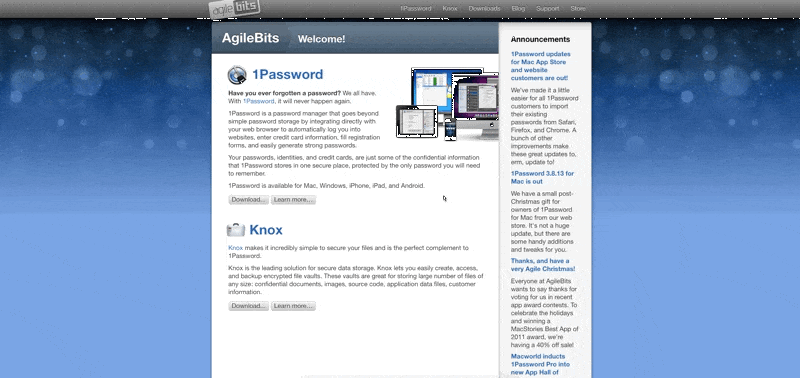 agile bits
1Password Knox Downloads Blog Support Store
AgileBits Welcome!
1Password
Have you ever forgotten a password? We all have.
With 1Password, it will never happen again.
1Password is a password manager that goes beyond
simple password storage by integrating directly with
your web browser to automatically log you into
websites, enter credit card information, fill registration
forms, and easily generate strong passwords.
Your passwords, identities, and credit cards, are just some of the confidential information
that 1Password stores in one secure place, protected by the only password you will need
to remember.
1Password is available for Mac, Windows, iPhone, iPad, and Android.
Download... Learn more...
Knox
Knox makes it incredibly simple to secure your files and is the perfect complement to
1Password.
Knox is the leading solution for secure data storage. Knox lets you easily create, access,
and backup encrypted file vaults. These vaults are great for storing large number of files of
any size: confidential documents, images, source code, application data files, customer
information.
Download... Learn more...
Announcements
1Password updates
for Mac App Store
and website
customers are out!
We've made it a little
easier for all 1Password
customers to import
their existing
passwords from Safari,
Firefox, and Chrome. A
bunch of other
improvements make
these great updates to,
erm, update to!
1Password 3.8.13 for
Mac is out
We have a small post-
Christmas gift for
owners of 1Password
for Mac from our web
store. It's not a huge
update, but there are
some handy additions
and tweaks for you.
Thanks, and have a
very Agile Christmas!
Everyone at AgileBits
wants to say thanks for
voting for us in recent
app award contests. To
celebrate the holidays
and winning a
MacStories Best App of
2011 award, we're
having a 40% off sale!
Macworld inducts
1Password Pro into
new App Hall of